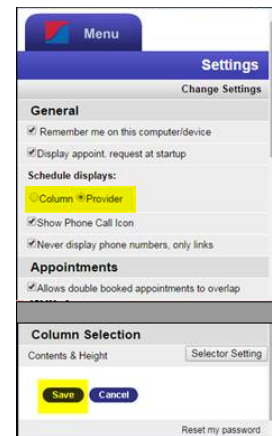 Menu
Settings
Change Settings
General
Remember me on this computer/device
Display appoint. request at startup
Schedule displays:
Column Provider
Show Phone Call Icon
Never display phone numbers, only links
Appointments
Allows double booked appointments to overlap
Column Selection
Contents & Height Selector Setting
Save Cancel
Reset my password